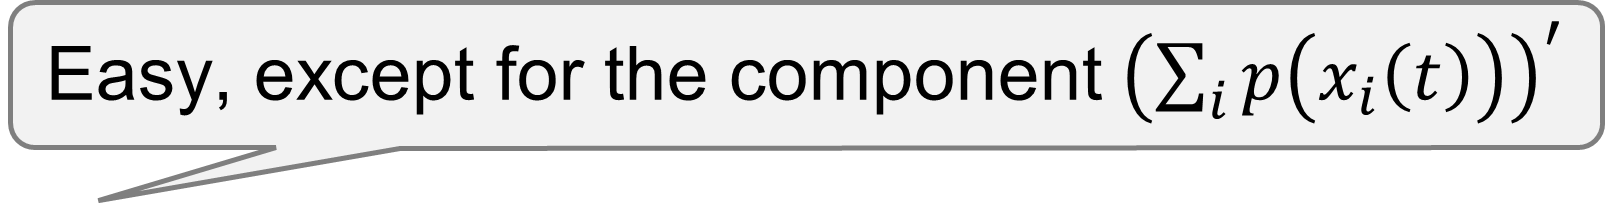 Easy, except for the component (∑ᵢ 𝑝(𝑥ᵢ(𝑡)))′